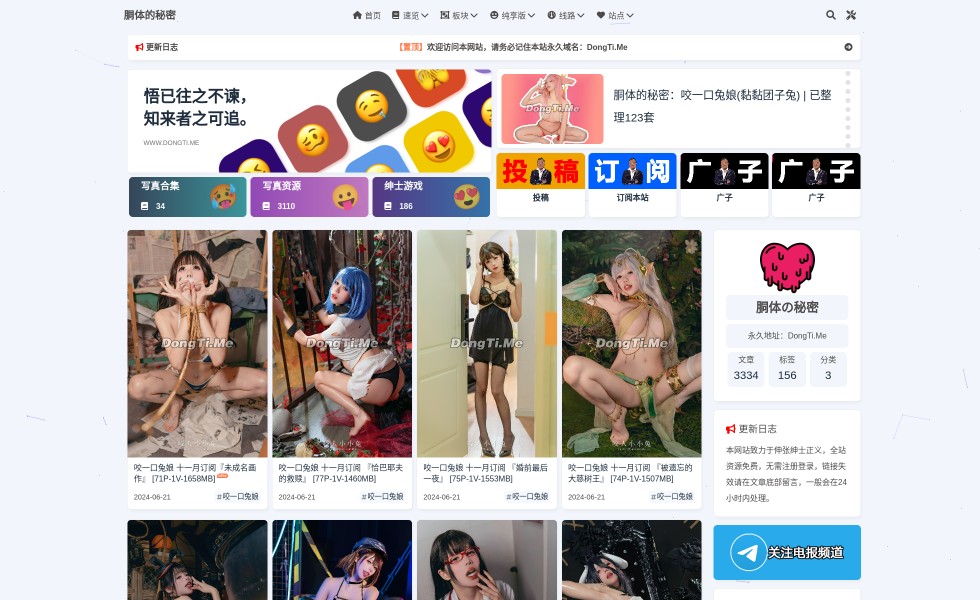 胴体的秘密
首页
速览
板块
纯享版
线路
站点
更新日志
【置顶】欢迎访问本网站，请务必记住本站永久域名：DongTi.Me
悟已往之不谏，
知来者之可追。
WWW.DONGTI.ME
DongTi.Me
胴体的秘密：咬一口兔娘(黏黏团子兔) | 已整
理123套
写真合集
34
写真资源
3110
绅士游戏
186
投稿
投稿
订阅
订阅本站
广子
广子
广子
广子
DongTi.Me
咬一口兔娘 十一月订阅『未成名画
作』 [71P-1V-1658MB]
2024-06-21
#咬一口兔娘
DongTi.Me
咬一口兔娘 十一月订阅 『恰巴耶夫
的救赎』 [77P-1V-1460MB]
2024-06-21
#咬一口兔娘
DongTi.Me
咬一口兔娘 十一月订阅 『婚前最后
一夜』 [75P-1V-1553MB]
2024-06-21
#咬一口兔娘
DongTi.Me
咬一口兔娘 十一月订阅 『被遗忘的
大慈树王』 [74P-1V-1507MB]
2024-06-21
#咬一口兔娘
胴体の秘密
永久地址：DongTi.Me
文章
3334
标签
156
分类
3
更新日志
本网站致力于伸张绅士正义，全站
资源免费，无需注册登录，链接失
效请在文章底部留言，一般会在24
小时内处理。
关注电报频道